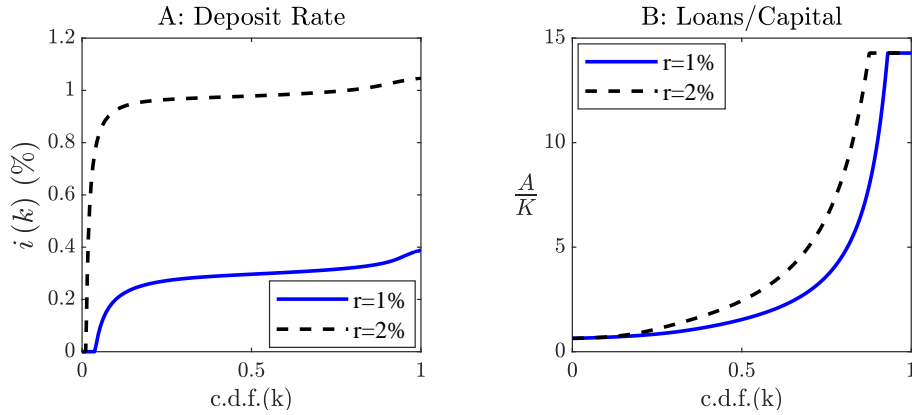 A: Deposit Rate
1.2
1
0.8
0.6
0.4
0.2
0
i(k) (%)
r=1%
r=2%
0
0.5
1
c.d.f.(k)
B: Loans/Capital
15
10
5
0
A
K
r=1%
r=2%
0
0.5
1
c.d.f.(k)